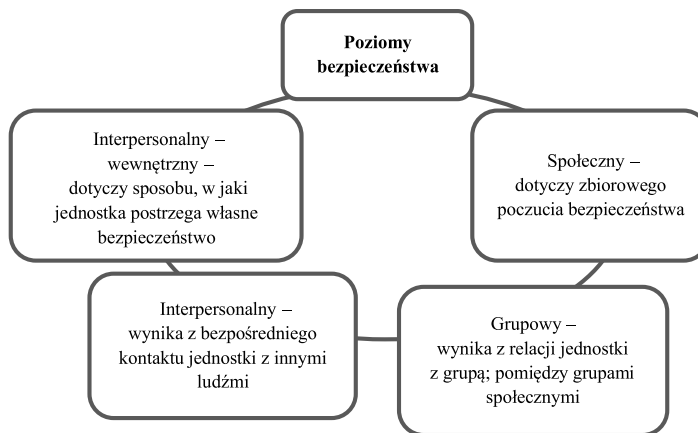 Poziomy
bezpieczeństwa
Interpersonalny –
wewnętrzny –
dotyczy sposobu, w jaki
jednostka postrzega własne
bezpieczeństwo
Społeczny –
dotyczy zbiorowego
poczucia bezpieczeństwa
Interpersonalny –
wynika z bezpośredniego
kontaktu jednostki z innymi
ludźmi
Grupowy –
wynika z relacji jednostki
z grupą; pomiędzy grupami
społecznymi